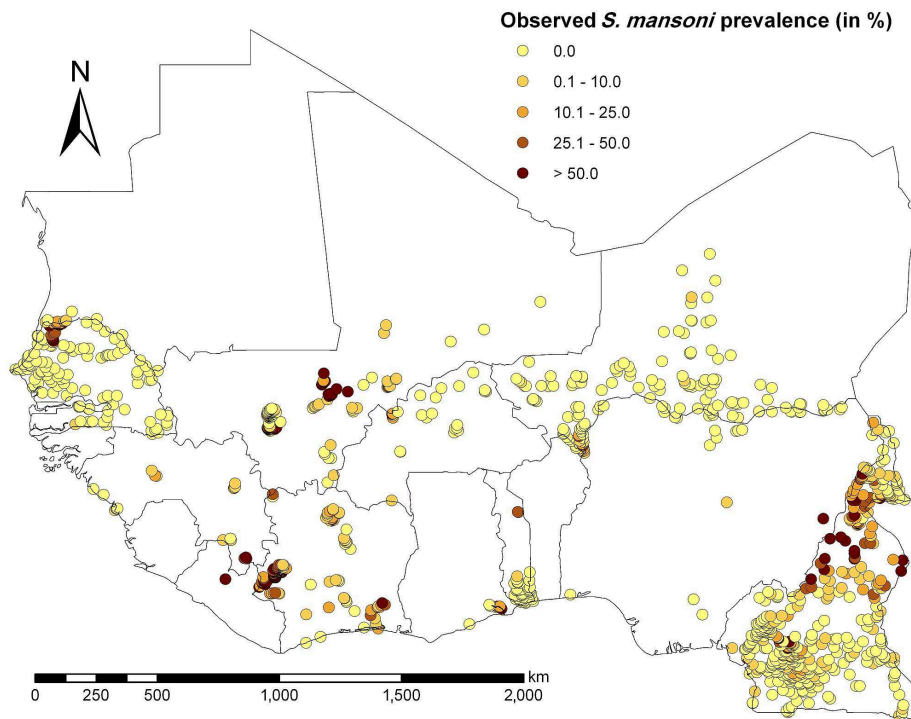 Observed S. mansoni prevalence (in %)
0.0
0.1 - 10.0
10.1 - 25.0
25.1 - 50.0
> 50.0
N
km
0 250 500 1,000 1,500 2,000